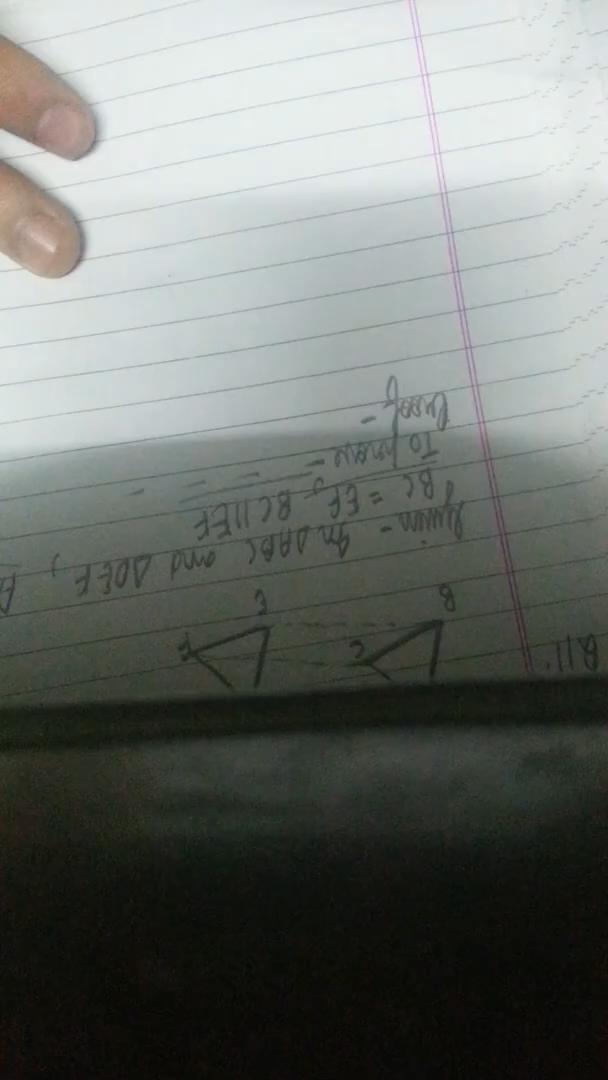 Q11.
C F
B E
Given - In ΔABC and ΔDEF,
BC = EF, BC || EF
To prove -
Proof -